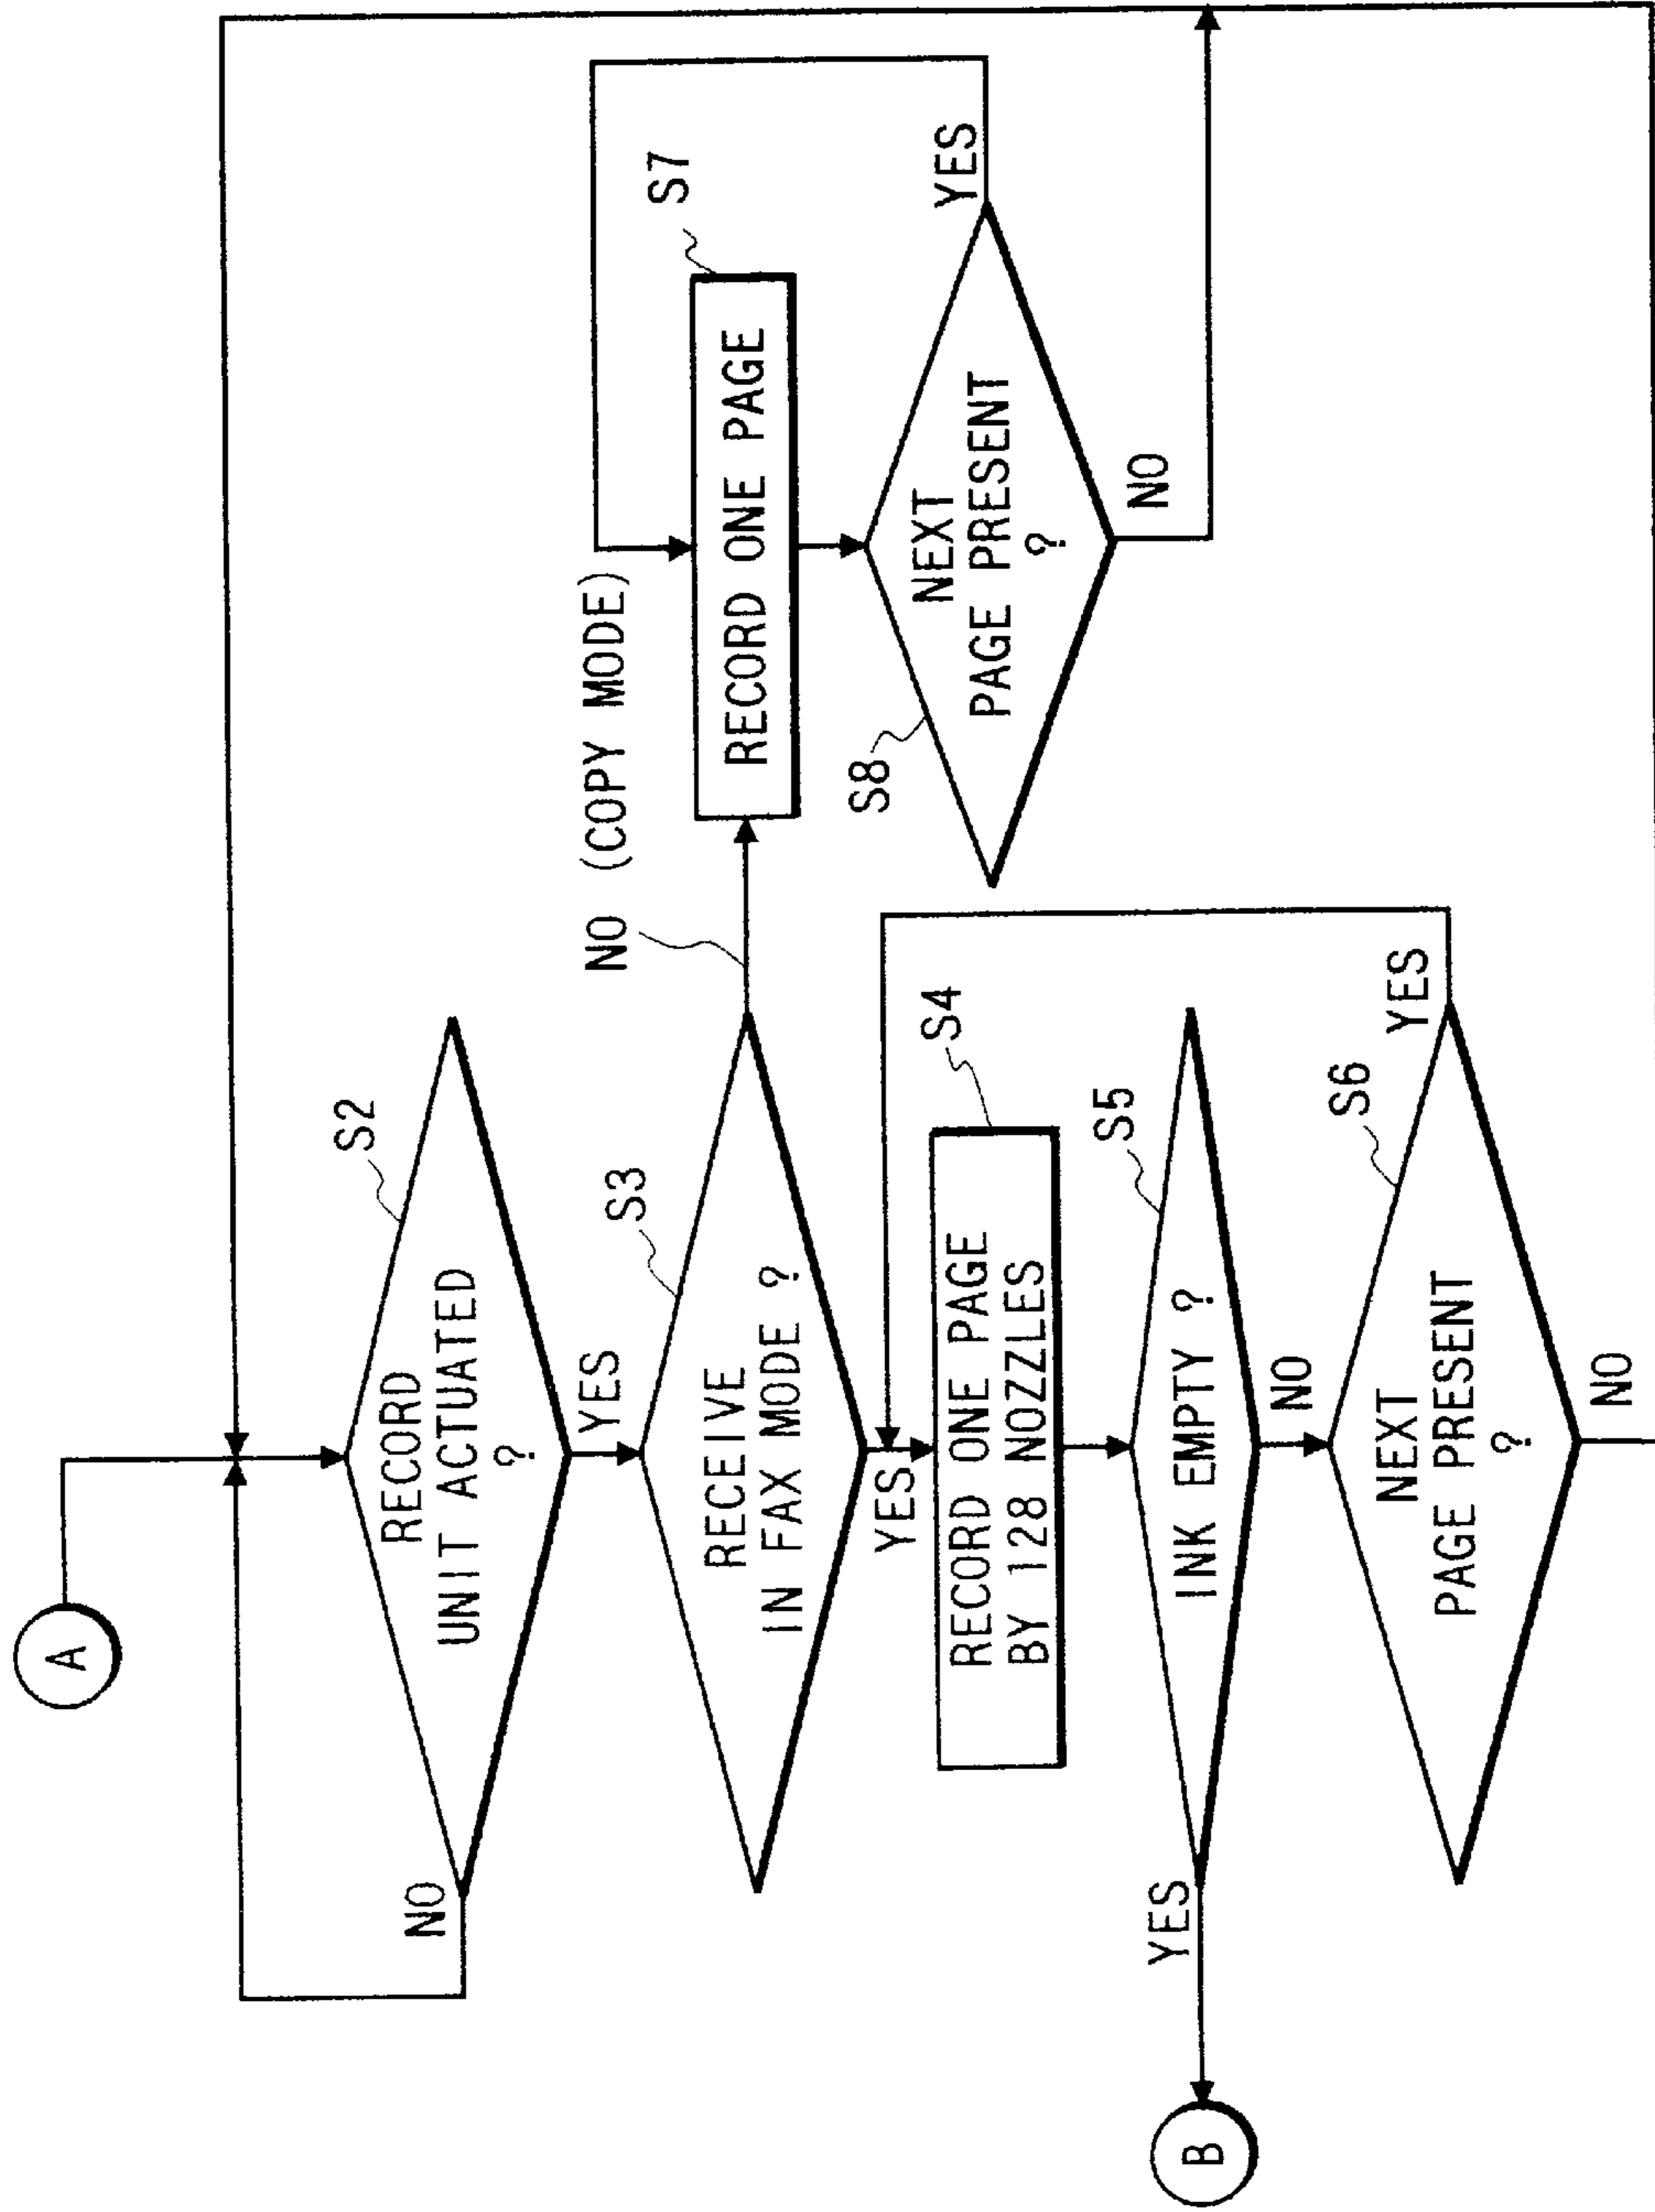 A
S2
RECORD
UNIT ACTUATED
?
NO
YES
S3
RECEIVE
IN FAX MODE ?
NO (COPY MODE)
YES
S7
RECORD ONE PAGE
S8
NEXT
PAGE PRESENT
?
YES
NO
S4
RECORD ONE PAGE
BY 128 NOZZLES
S5
INK EMPTY ?
YES
B
NO
S6
NEXT
PAGE PRESENT
?
YES
NO